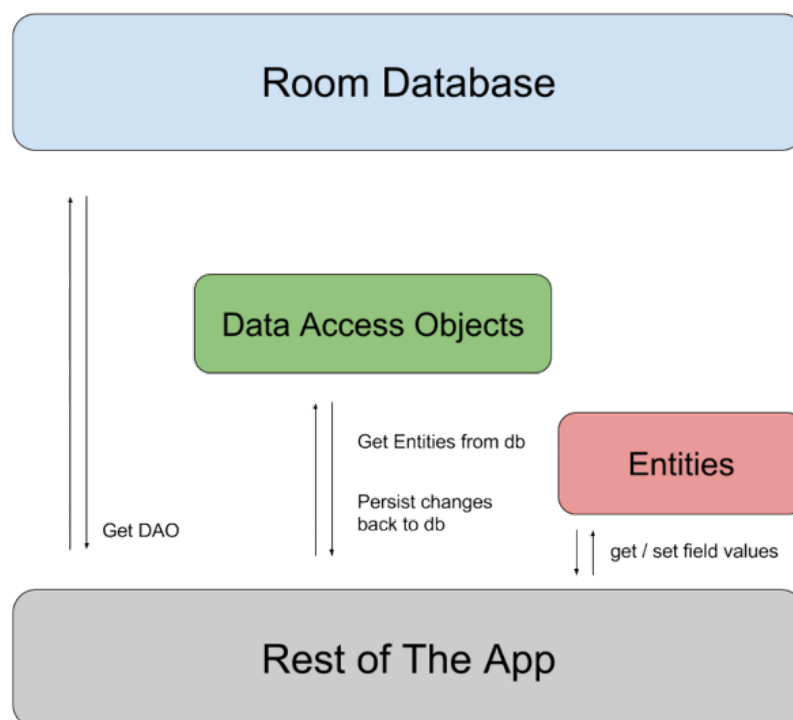 Room Database
Data Access Objects
Get Entities from db
Entities
Persist changes
back to db
Get DAO
get / set field values
Rest of The App